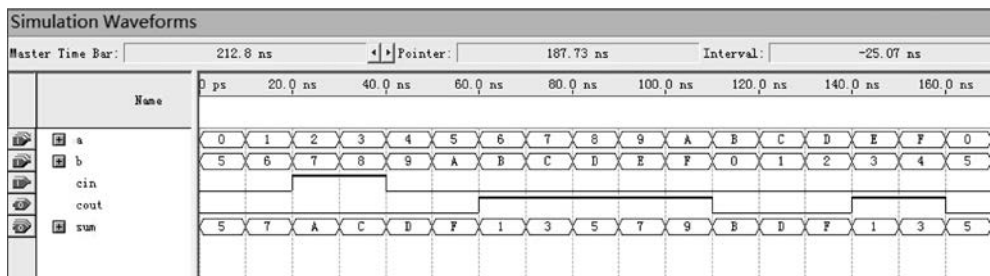 Simulation Waveforms
Master Time Bar: 212.8 ns Pointer: 187.73 ns Interval: -25.07 ns
Name 0 ps 20.0 ns 40.0 ns 60.0 ns 80.0 ns 100.0 ns 120.0 ns 140.0 ns 160.0 ns
a 0 1 2 3 4 5 6 7 8 9 A B C D E F 0
b 5 6 7 8 9 A B C D E F 0 1 2 3 4 5
cin
cout
sum 5 7 A C D F 1 3 5 7 9 B D F 1 3 5